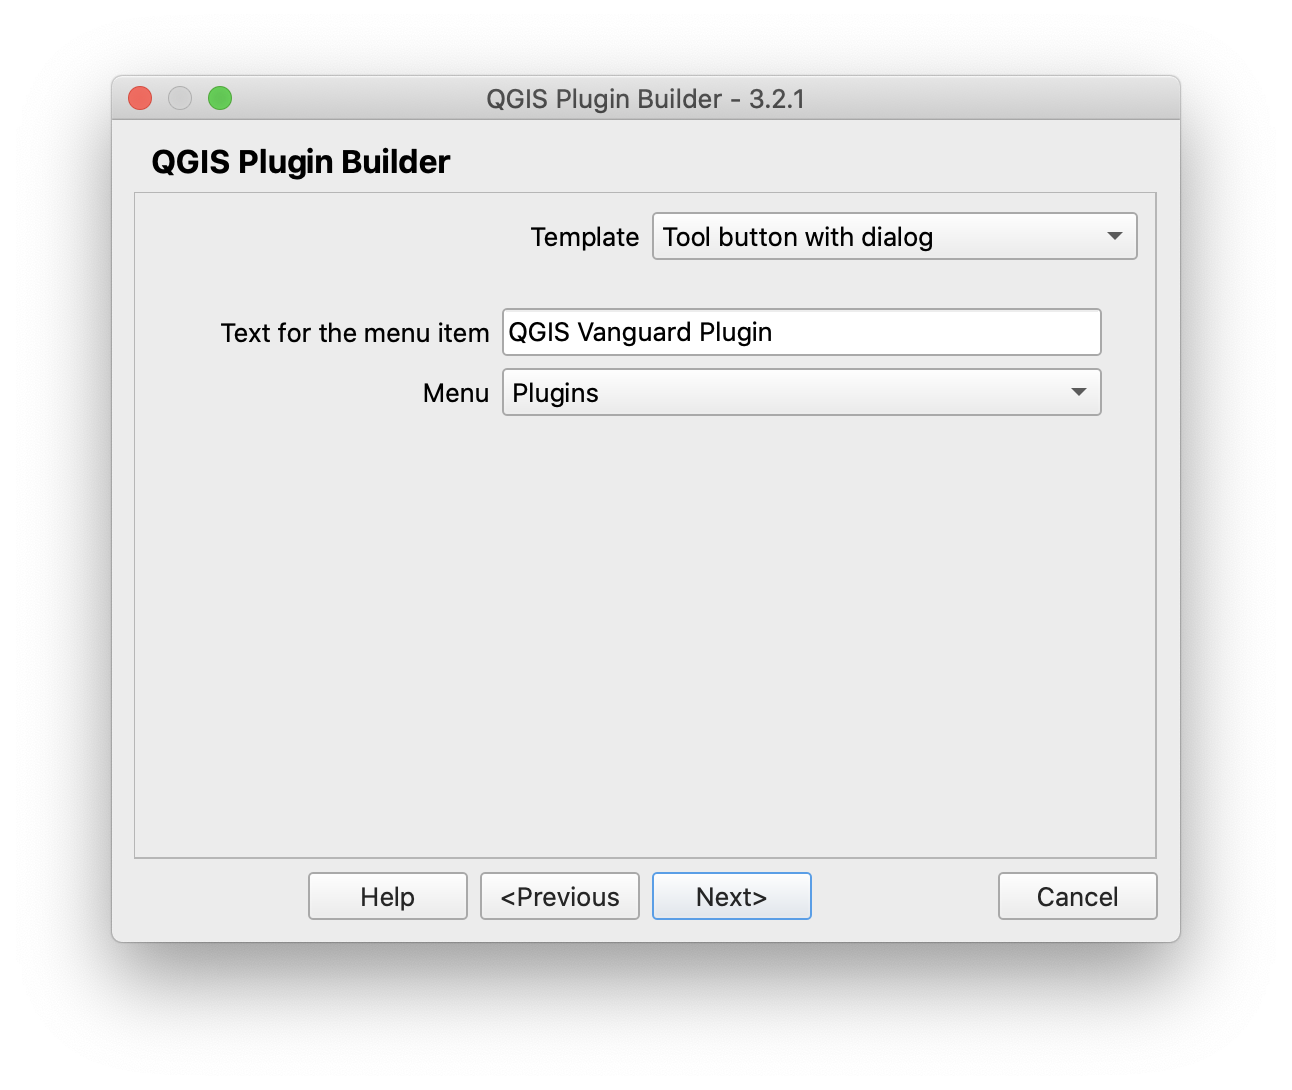 QGIS Plugin Builder - 3.2.1
QGIS Plugin Builder
Template Tool button with dialog
Text for the menu item QGIS Vanguard Plugin
Menu Plugins
Help <Previous Next> Cancel